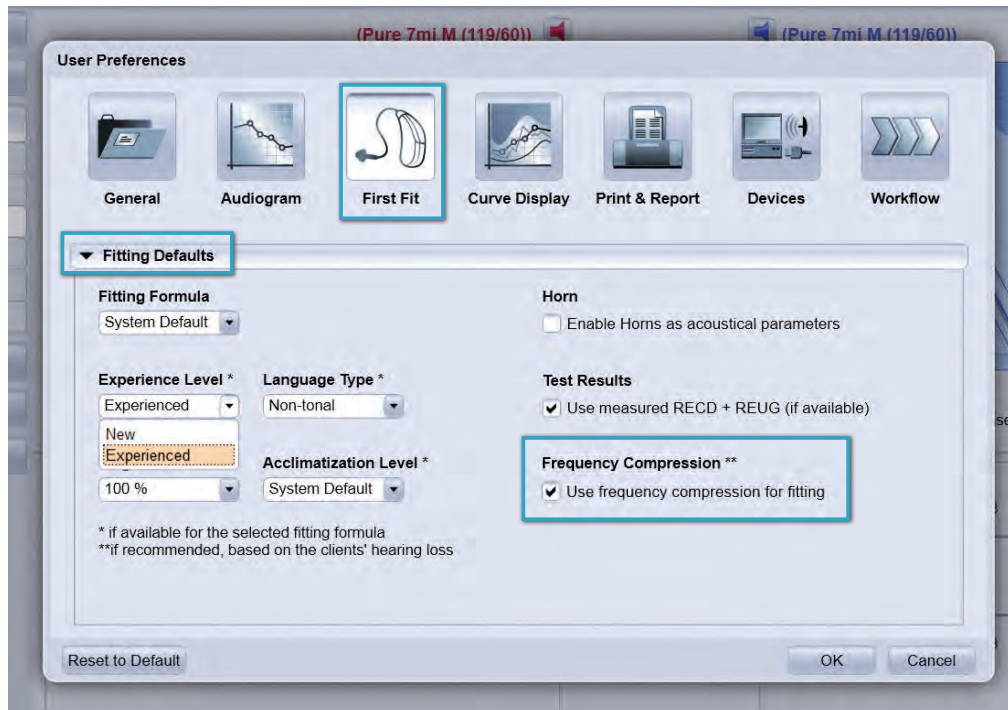 (Pure 7mi M (119/60))
(Pure 7mi M (119/60))
User Preferences
General
Audiogram
First Fit
Curve Display
Print & Report
Devices
Workflow
Fitting Defaults
Fitting Formula
System Default
Horn
Enable Horns as acoustical parameters
Experience Level *
Language Type *
Experienced
Non-tonal
Test Results
Use measured RECD + REUG (if available)
New
Experienced
Acclimatization Level *
100 %
System Default
Frequency Compression **
Use frequency compression for fitting
* if available for the selected fitting formula
**if recommended, based on the clients' hearing loss
Reset to Default
OK
Cancel